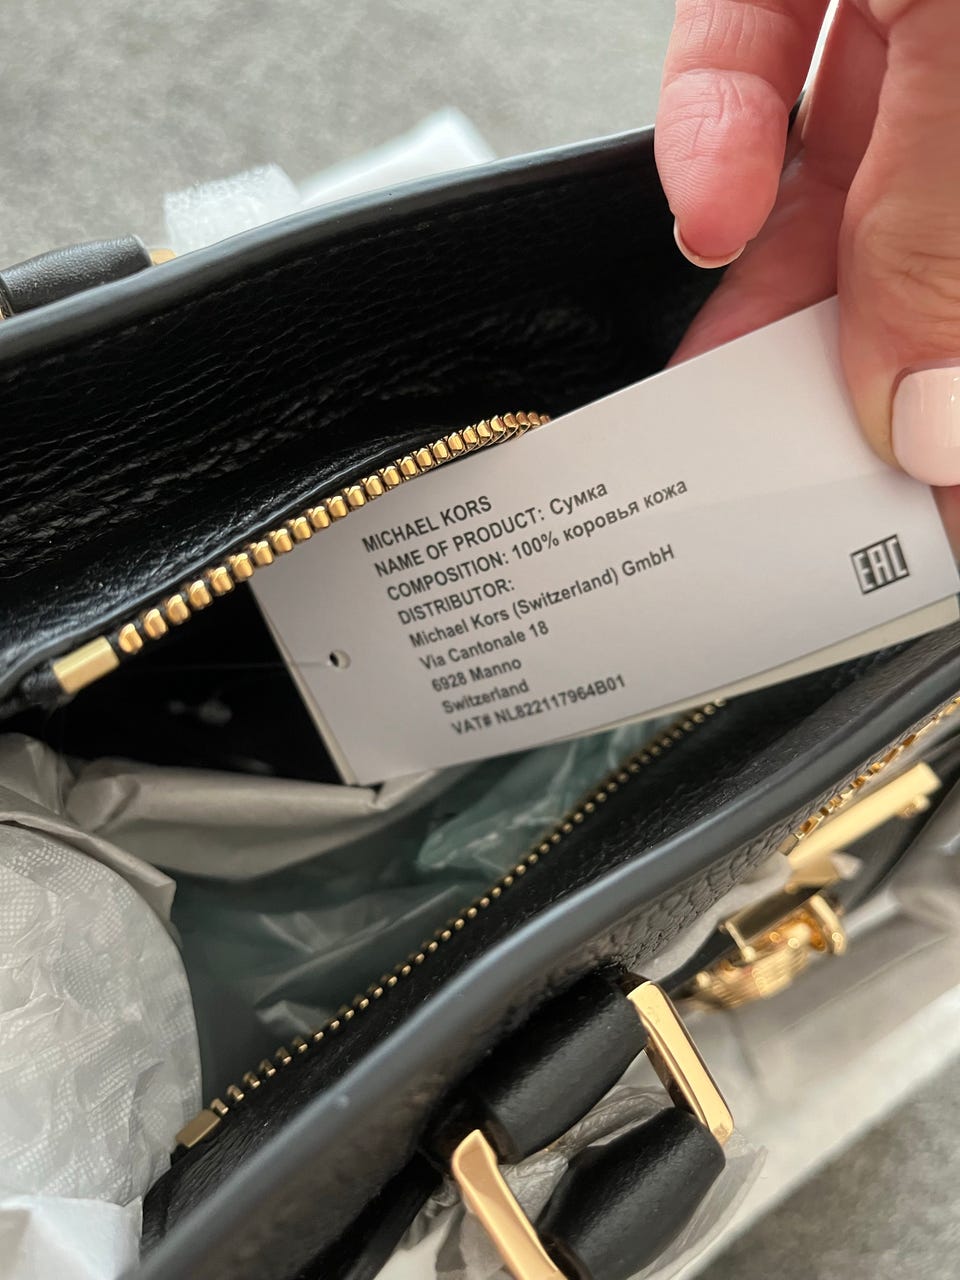 MICHAEL KORS
NAME OF PRODUCT: Сумка
COMPOSITION: 100% коровья кожа
DISTRIBUTOR:
Michael Kors (Switzerland) GmbH
Via Cantonale 18
6928 Manno
Switzerland
VAT# NL822117964B01
EAC